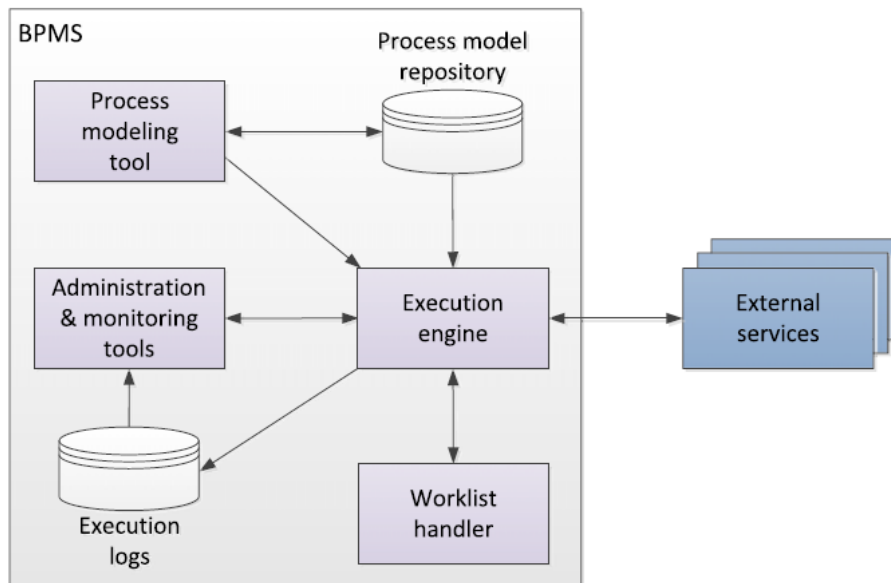 BPMS
Process model
repository
Process
modeling
tool
Administration
& monitoring
tools
Execution
engine
External
services
Execution
logs
Worklist
handler